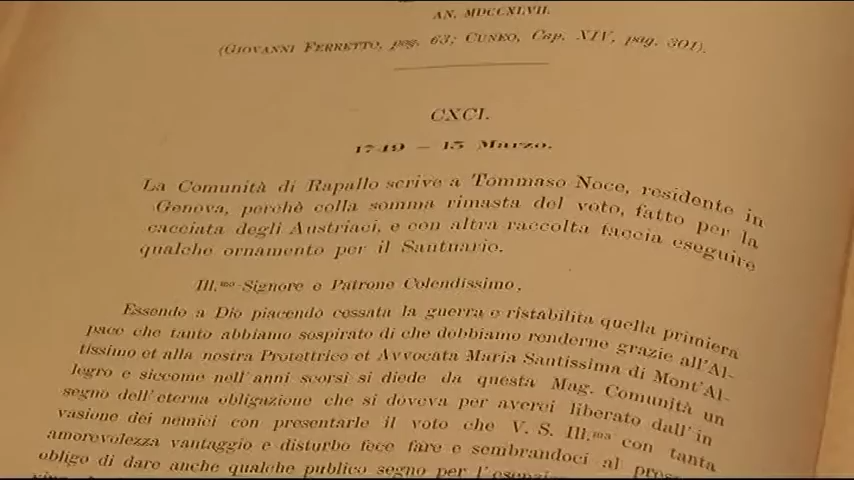 AN. MDCCXLVII.
(GIOVANNI FERRETTO, pag. 63; CUNEO, Cap. XIV, pag. 301).
CXCI.
1749 — 15 Marzo.
La Comunità di Rapallo scrive a Tommaso Noce, residente in
Genova, perchè colla somma rimasta del voto, fatto per la
cacciata degli Austriaci, e con altra raccolta faccia eseguire
qualche ornamento per il Santuario.
Ill.mo Signore e Patrone Colendissimo,
Essendo a Dio piacendo cessata la guerra e ristabilita quella primiera
pace che tanto abbiamo sospirato di che dobbiamo renderne grazie all'Al-
tissimo et alla nostra Protettrice et Avvocata Maria Santissima di Mont'Al-
legro e siccome nell'anni scorsi si diede da questa Mag. Comunità un
segno dell'eterna obligazione che si doveva per averci liberato dall'in
vasione dei nemici con presentarle il voto che V. S. Ill.ma con tanta
amorevolezza vantaggio e disturbo fece fare e sembrandoci al
obligo di dare anche qualche publico segno per